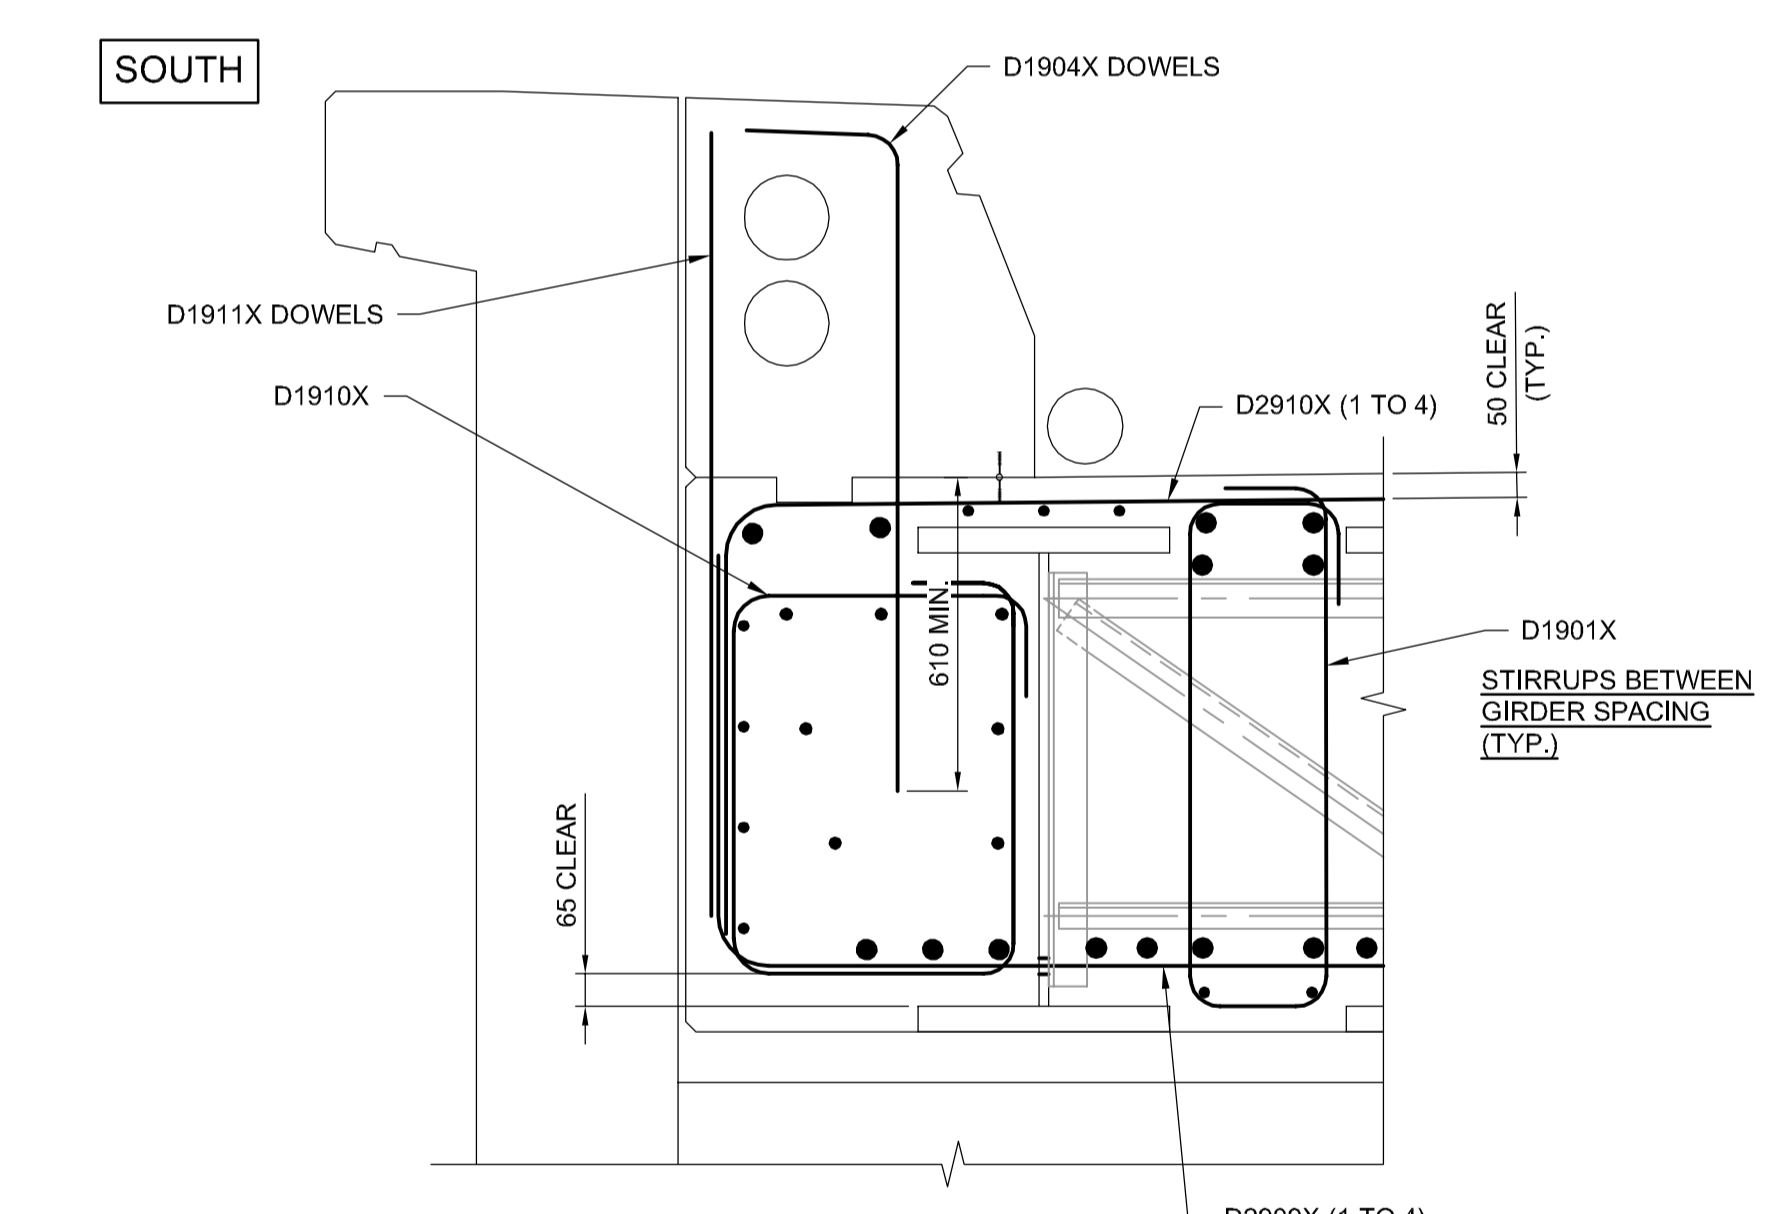 SOUTH
D1904X DOWELS
D1911X DOWELS
D1910X
D2910X (1 TO 4)
50 CLEAR
(TYP.)
610 MIN.
D1901X
STIRRUPS BETWEEN
GIRDER SPACING
(TYP.)
65 CLEAR